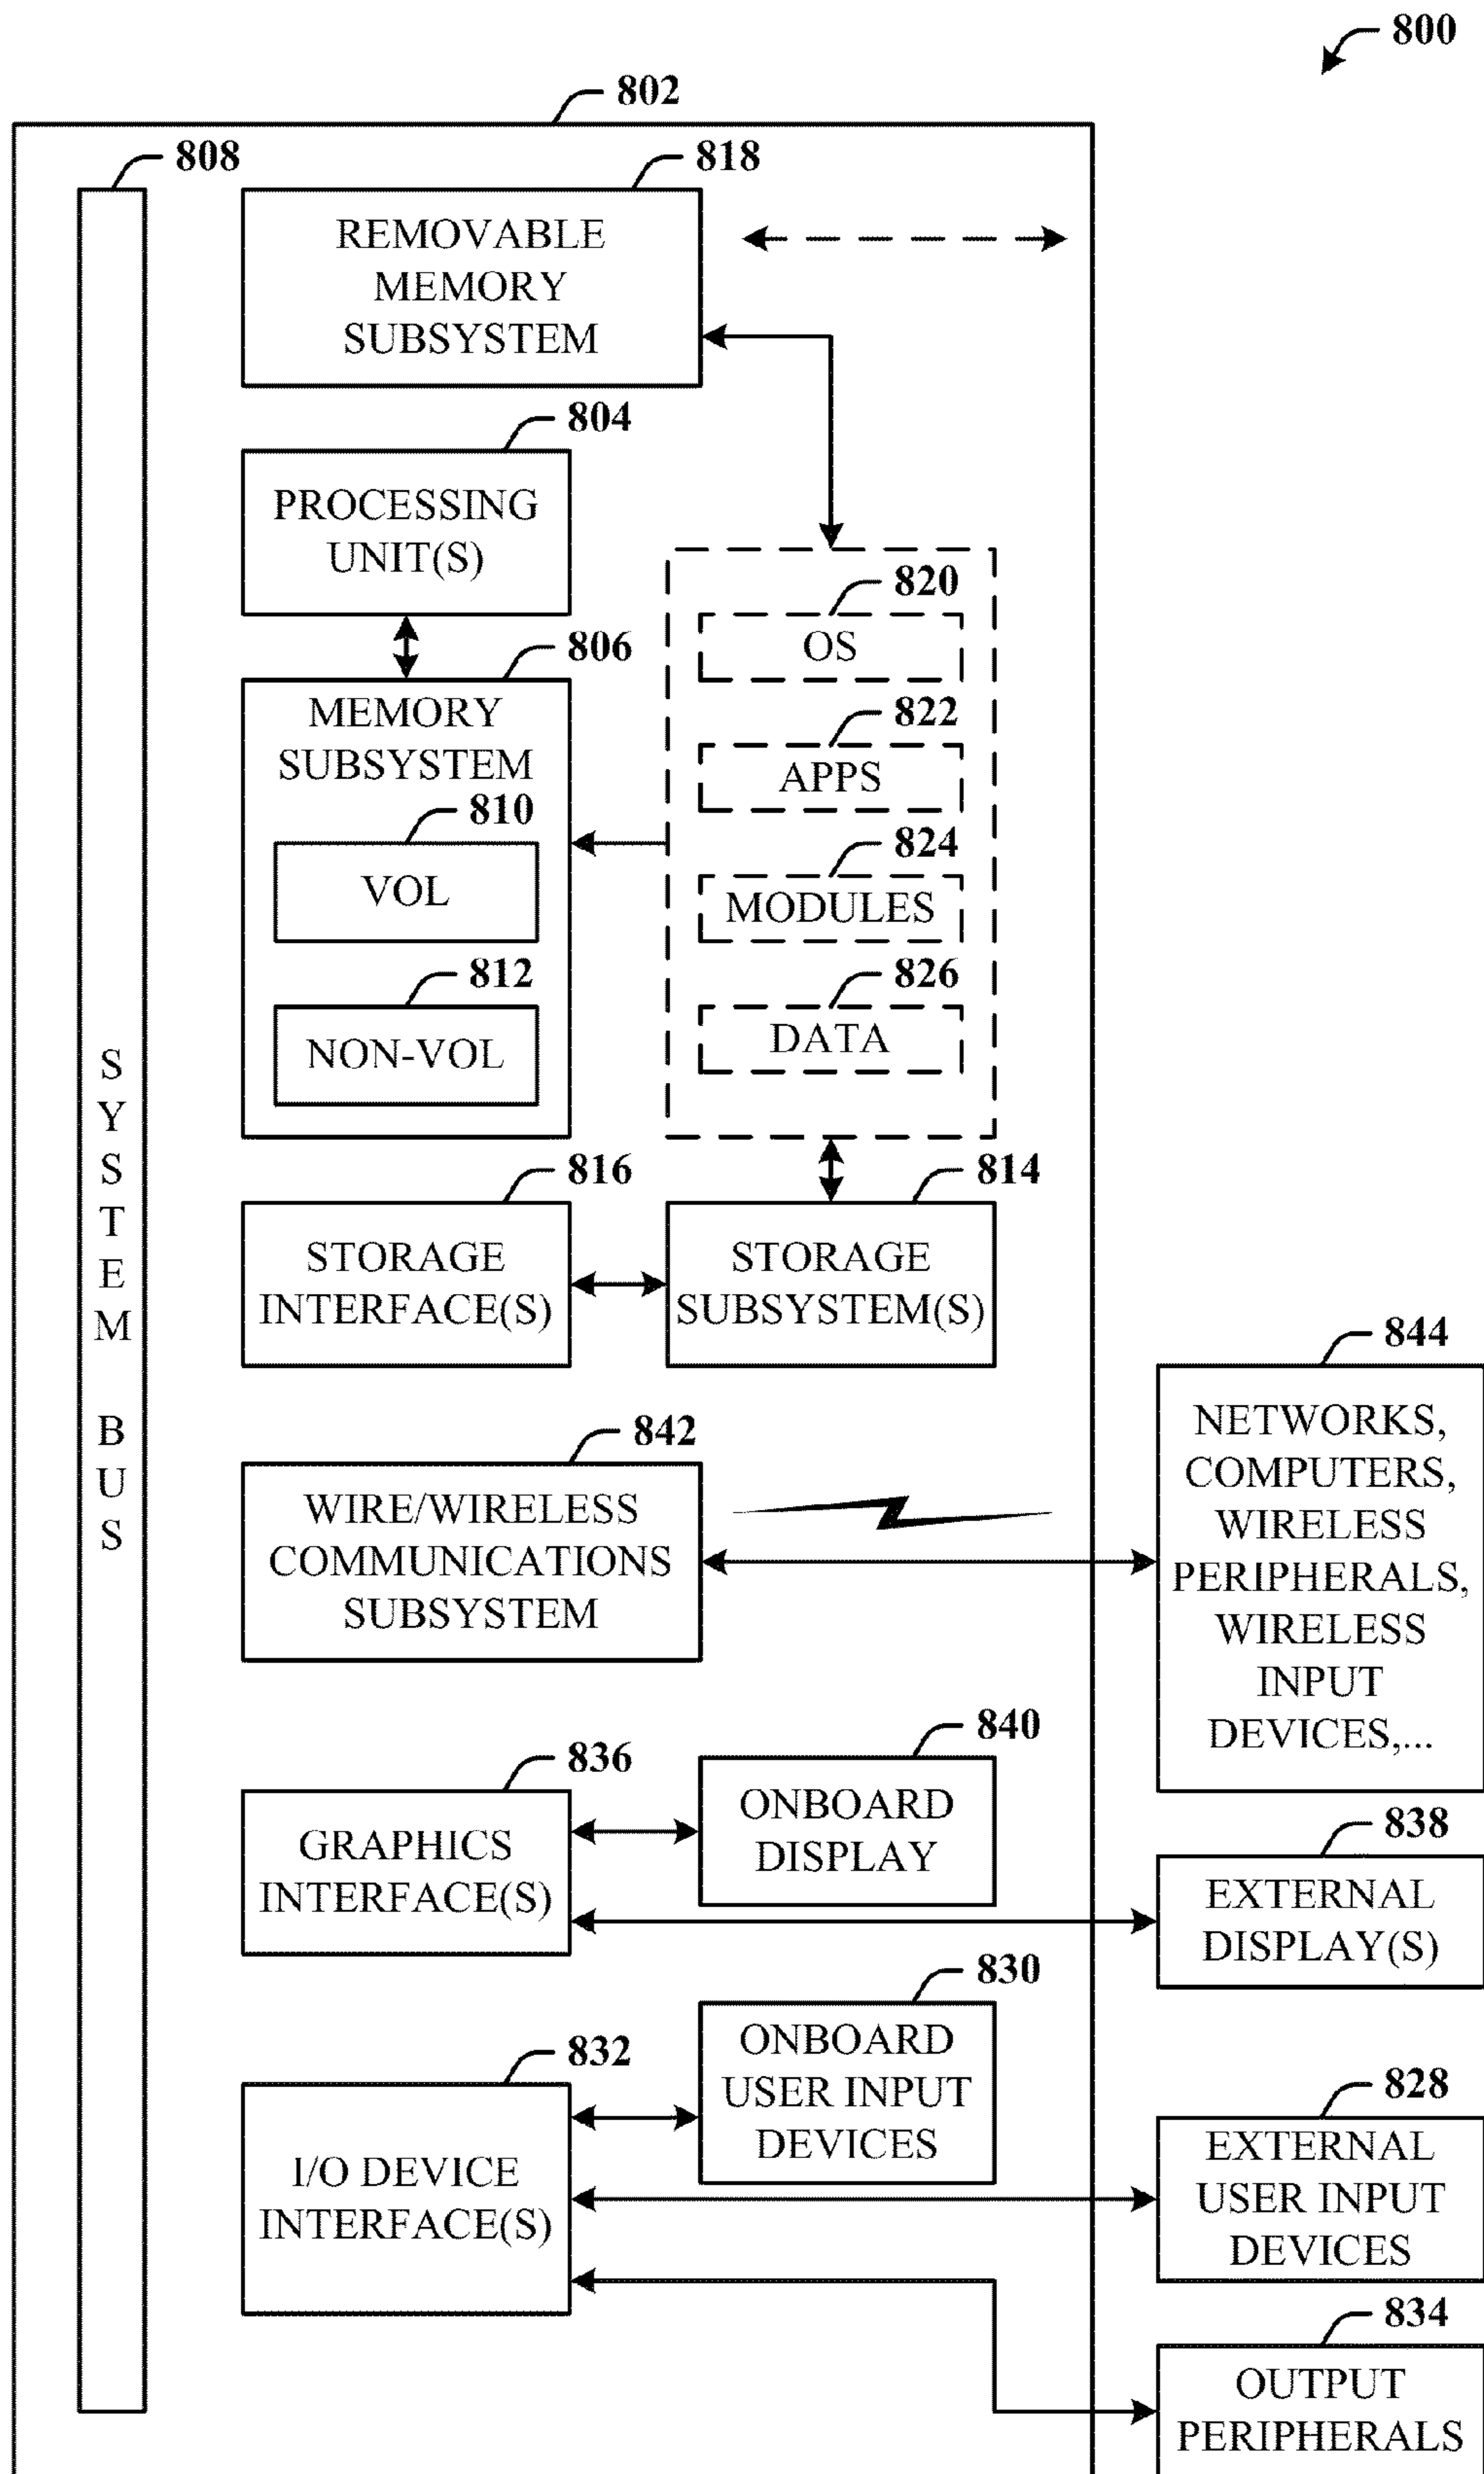 800
802
808
818
REMOVABLE
MEMORY
SUBSYSTEM
804
PROCESSING
UNIT(S)
806
MEMORY
SUBSYSTEM
810
VOL
812
NON-VOL
820
OS
822
APPS
824
MODULES
826
DATA
SYSTEM BUS
816
STORAGE
INTERFACE(S)
814
STORAGE
SUBSYSTEM(S)
842
WIRE/WIRELESS
COMMUNICATIONS
SUBSYSTEM
844
NETWORKS,
COMPUTERS,
WIRELESS
PERIPHERALS,
WIRELESS
INPUT
DEVICES,...
836
GRAPHICS
INTERFACE(S)
840
ONBOARD
DISPLAY
838
EXTERNAL
DISPLAY(S)
832
I/O DEVICE
INTERFACE(S)
830
ONBOARD
USER INPUT
DEVICES
828
EXTERNAL
USER INPUT
DEVICES
834
OUTPUT
PERIPHERALS